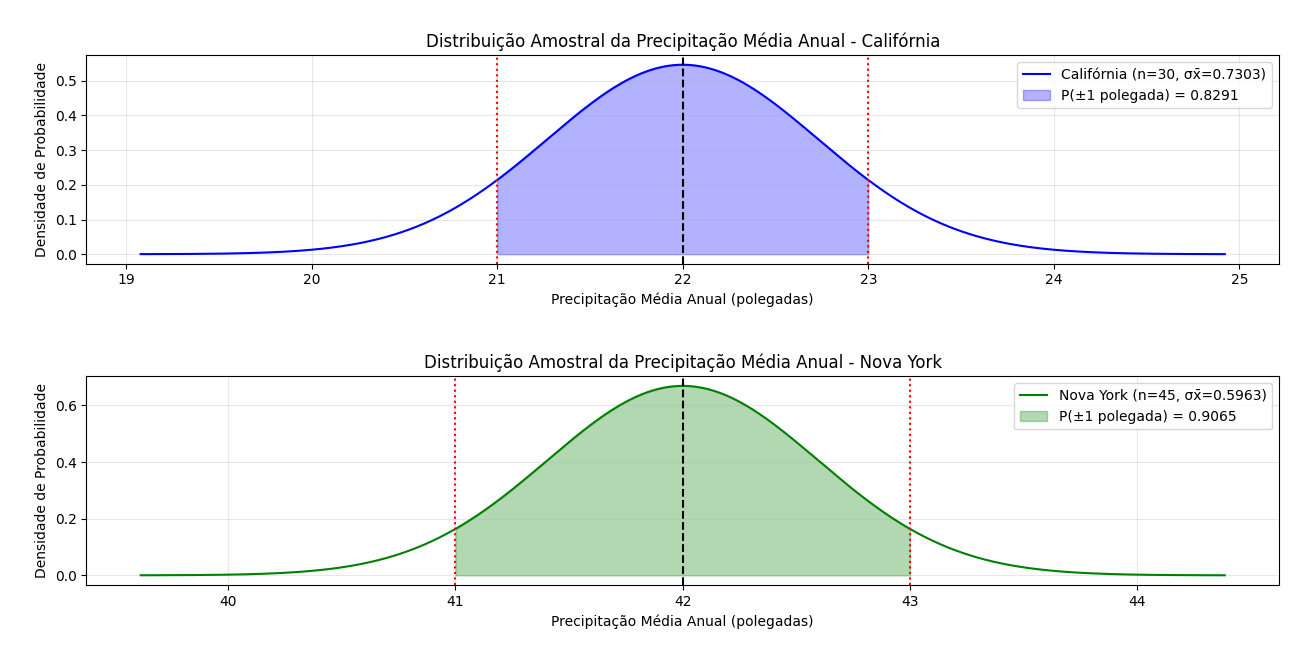 Distribuição Amostral da Precipitação Média Anual - Califórnia
Densidade de Probabilidade
0.5
0.4
0.3
0.2
0.1
0.0
Califórnia (n=30, σx̄=0.7303)
P(±1 polegada) = 0.8291
19 20 21 22 23 24 25
Precipitação Média Anual (polegadas)
Distribuição Amostral da Precipitação Média Anual - Nova York
Densidade de Probabilidade
0.6
0.4
0.2
0.0
Nova York (n=45, σx̄=0.5963)
P(±1 polegada) = 0.9065
40 41 42 43 44
Precipitação Média Anual (polegadas)